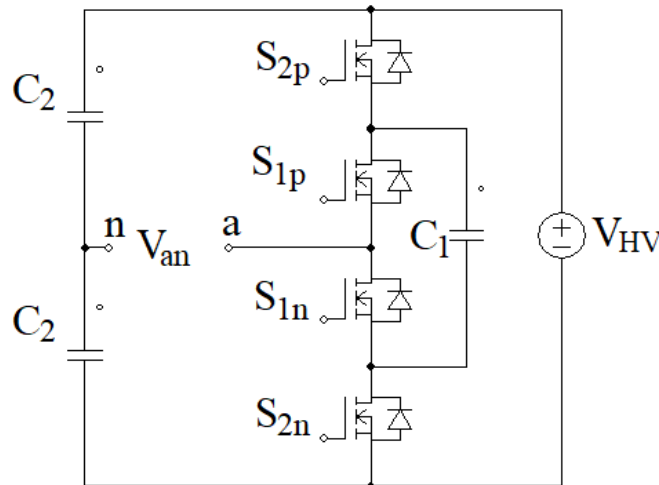 S2p
C2
S1p
n Van a
C1
VHV
S1n
C2
S2n